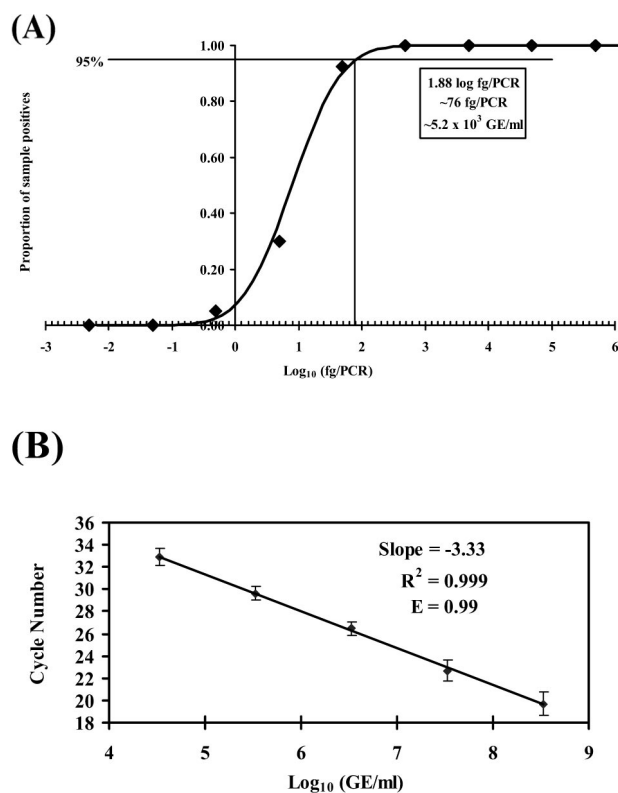 (A)
1.00
95%
1.88 log fg/PCR
~76 fg/PCR
~5.2 x 10³ GE/ml
0.80
0.60
0.40
0.20
0.00
Proportion of sample positives
-3 -2 -1 0 1 2 3 4 5 6
Log₁₀ (fg/PCR)
(B)
36
34
32
30
28
26
24
22
20
18
Cycle Number
Slope = -3.33
R² = 0.999
E = 0.99
4 5 6 7 8 9
Log₁₀ (GE/ml)